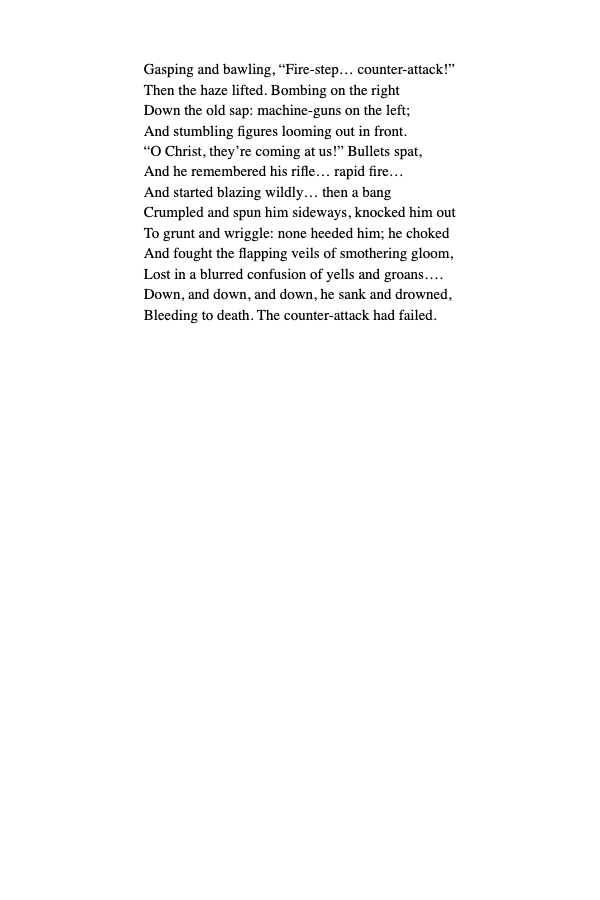 Gasping and bawling, “Fire-step… counter-attack!”
Then the haze lifted. Bombing on the right
Down the old sap: machine-guns on the left;
And stumbling figures looming out in front.
“O Christ, they’re coming at us!” Bullets spat,
And he remembered his rifle… rapid fire…
And started blazing wildly… then a bang
Crumpled and spun him sideways, knocked him out
To grunt and wriggle: none heeded him; he choked
And fought the flapping veils of smothering gloom,
Lost in a blurred confusion of yells and groans….
Down, and down, and down, he sank and drowned,
Bleeding to death. The counter-attack had failed.